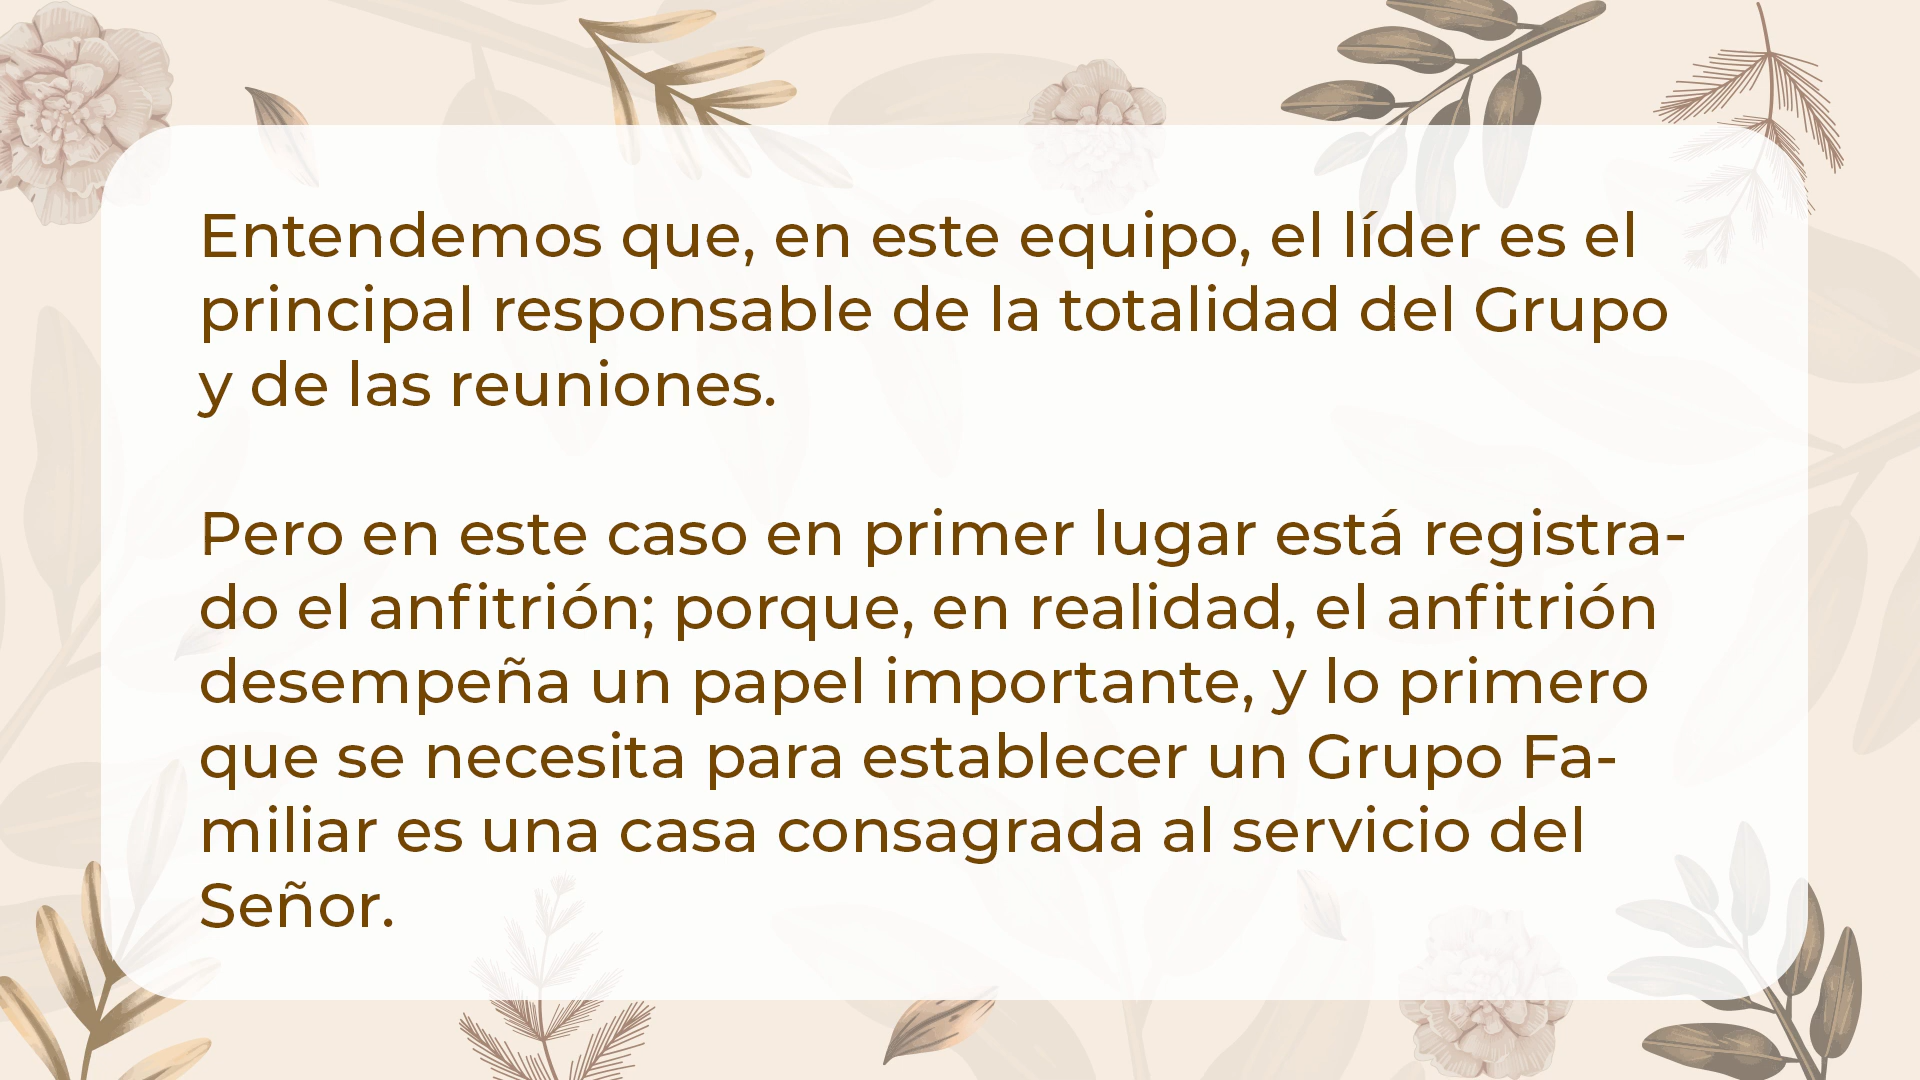 Entendemos que, en este equipo, el líder es el
principal responsable de la totalidad del Grupo
y de las reuniones.
Pero en este caso en primer lugar está registra-
do el anfitrión; porque, en realidad, el anfitrión
desempeña un papel importante, y lo primero
que se necesita para establecer un Grupo Fa-
miliar es una casa consagrada al servicio del
Señor.